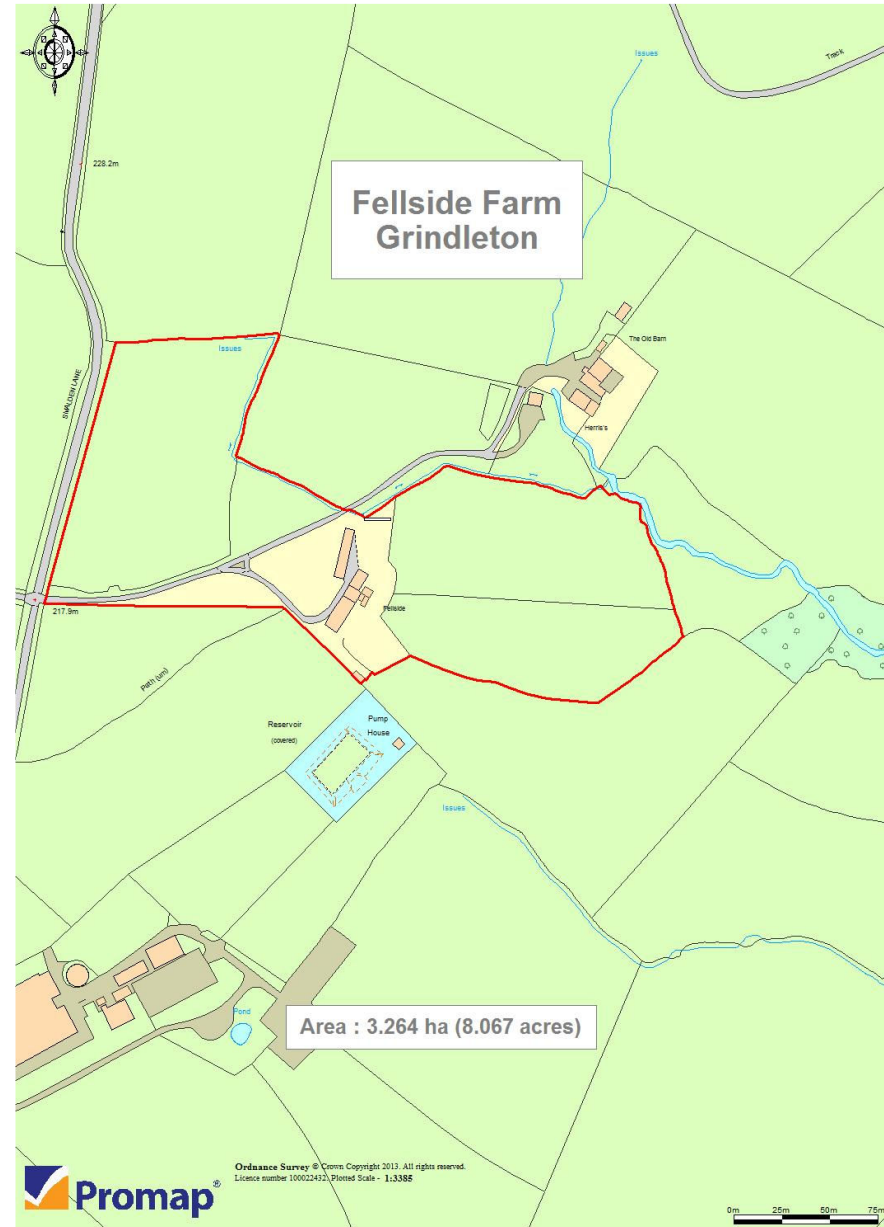 Issues
Track
228.2m
Fellside Farm
Grindleton
The Old Barn
Issues
SMALDEN LANE
Herris's
217.9m
Fellside
Path (um)
Reservoir
(covered)
Pump
House
Issues
Pond
Area : 3.264 ha (8.067 acres)
Promap®
Ordnance Survey © Crown Copyright 2013. All rights reserved.
Licence number 100022432. Plotted Scale - 1:3385
0m 25m 50m 75m